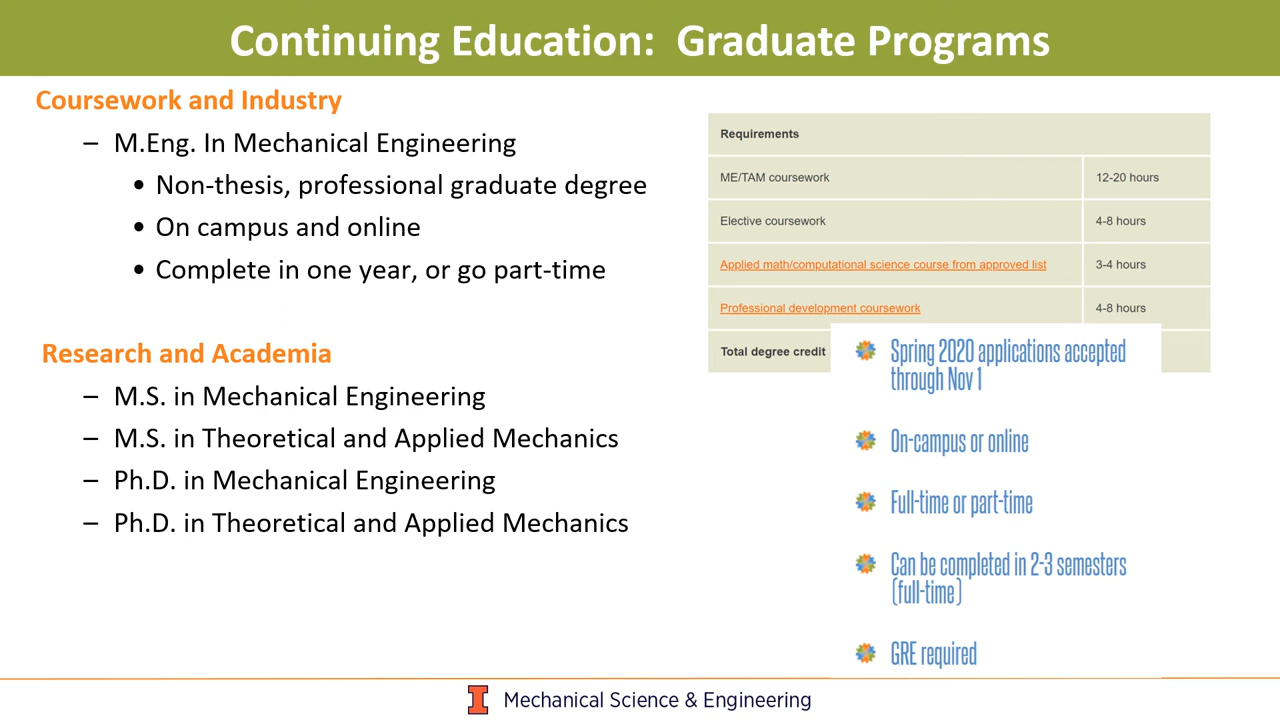 Continuing Education:  Graduate Programs
Coursework and Industry
– M.Eng. In Mechanical Engineering
• Non-thesis, professional graduate degree
• On campus and online
• Complete in one year, or go part-time
Research and Academia
– M.S. in Mechanical Engineering
– M.S. in Theoretical and Applied Mechanics
– Ph.D. in Mechanical Engineering
– Ph.D. in Theoretical and Applied Mechanics
Requirements
ME/TAM coursework 12-20 hours
Elective coursework 4-8 hours
Applied math/computational science course from approved list 3-4 hours
Professional development coursework 4-8 hours
Total degree credit
Spring 2020 applications accepted
through Nov 1
On-campus or online
Full-time or part-time
Can be completed in 2-3 semesters
(full-time)
GRE required
I Mechanical Science & Engineering